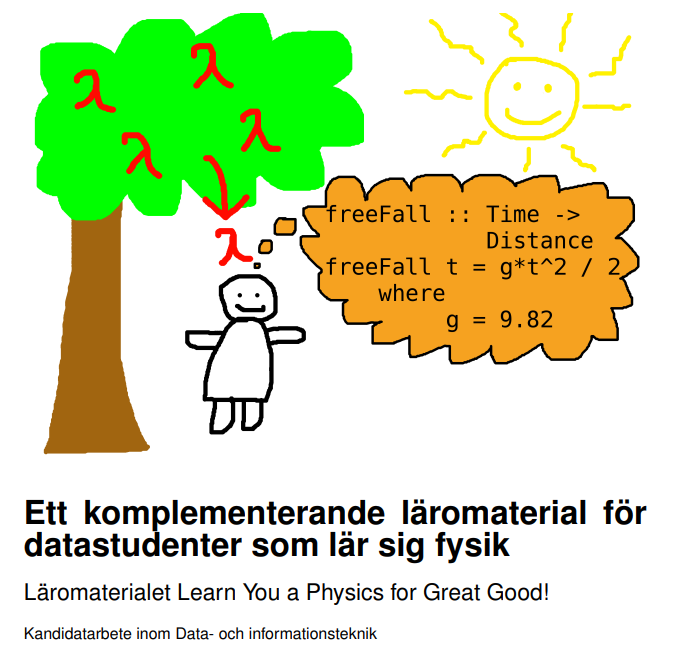 λ
λ
λ
λ
λ
freeFall :: Time ->
Distance
freeFall t = g*t^2 / 2
where
g = 9.82
Ett komplementerande läromaterial för
datastudenter som lär sig fysik
Läromaterialet Learn You a Physics for Great Good!
Kandidatarbete inom Data- och informationsteknik